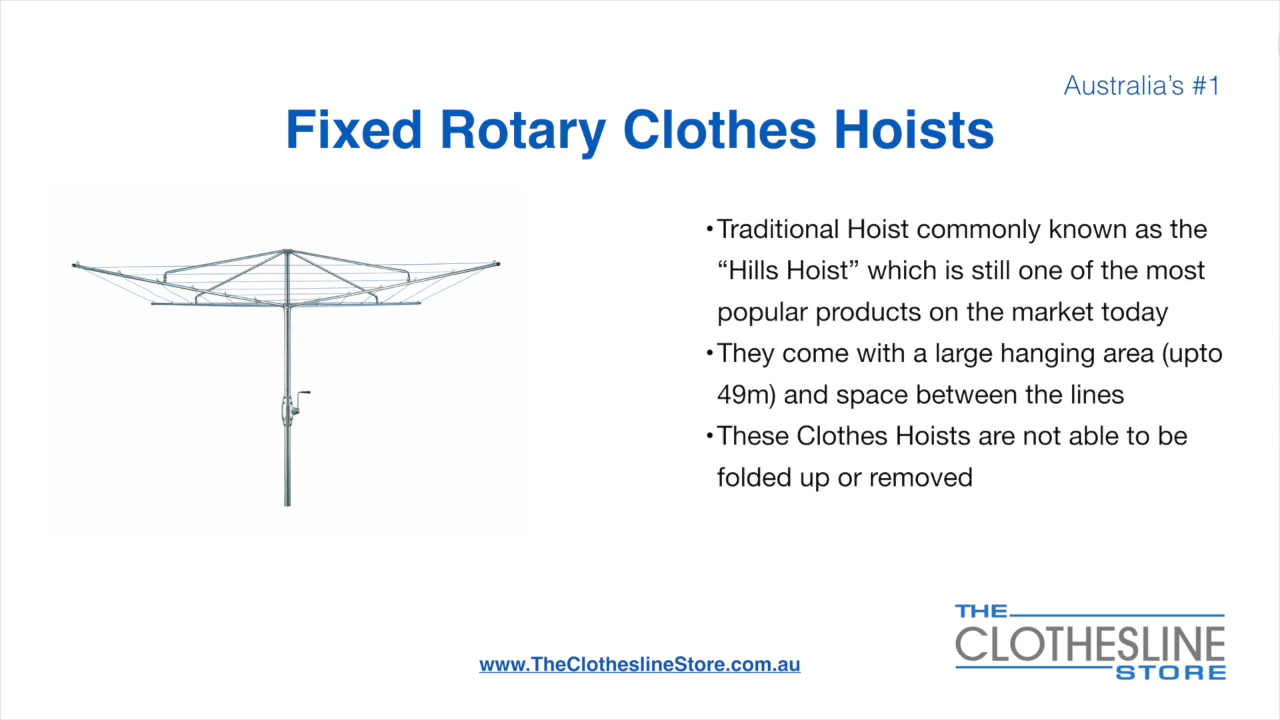 Australia's #1
Fixed Rotary Clothes Hoists
•Traditional Hoist commonly known as the
“Hills Hoist” which is still one of the most
popular products on the market today
•They come with a large hanging area (upto
49m) and space between the lines
•These Clothes Hoists are not able to be
folded up or removed
THE
CLOTHESLINE
STORE
www.TheClotheslineStore.com.au